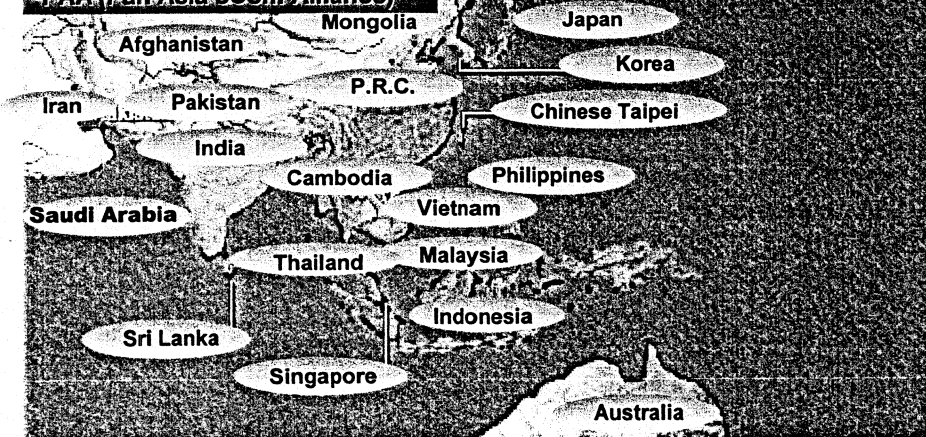 Mongolia
Japan
Afghanistan
Korea
P.R.C.
Iran
Pakistan
Chinese Taipei
India
Cambodia
Philippines
Saudi Arabia
Vietnam
Thailand
Malaysia
Indonesia
Sri Lanka
Singapore
Australia